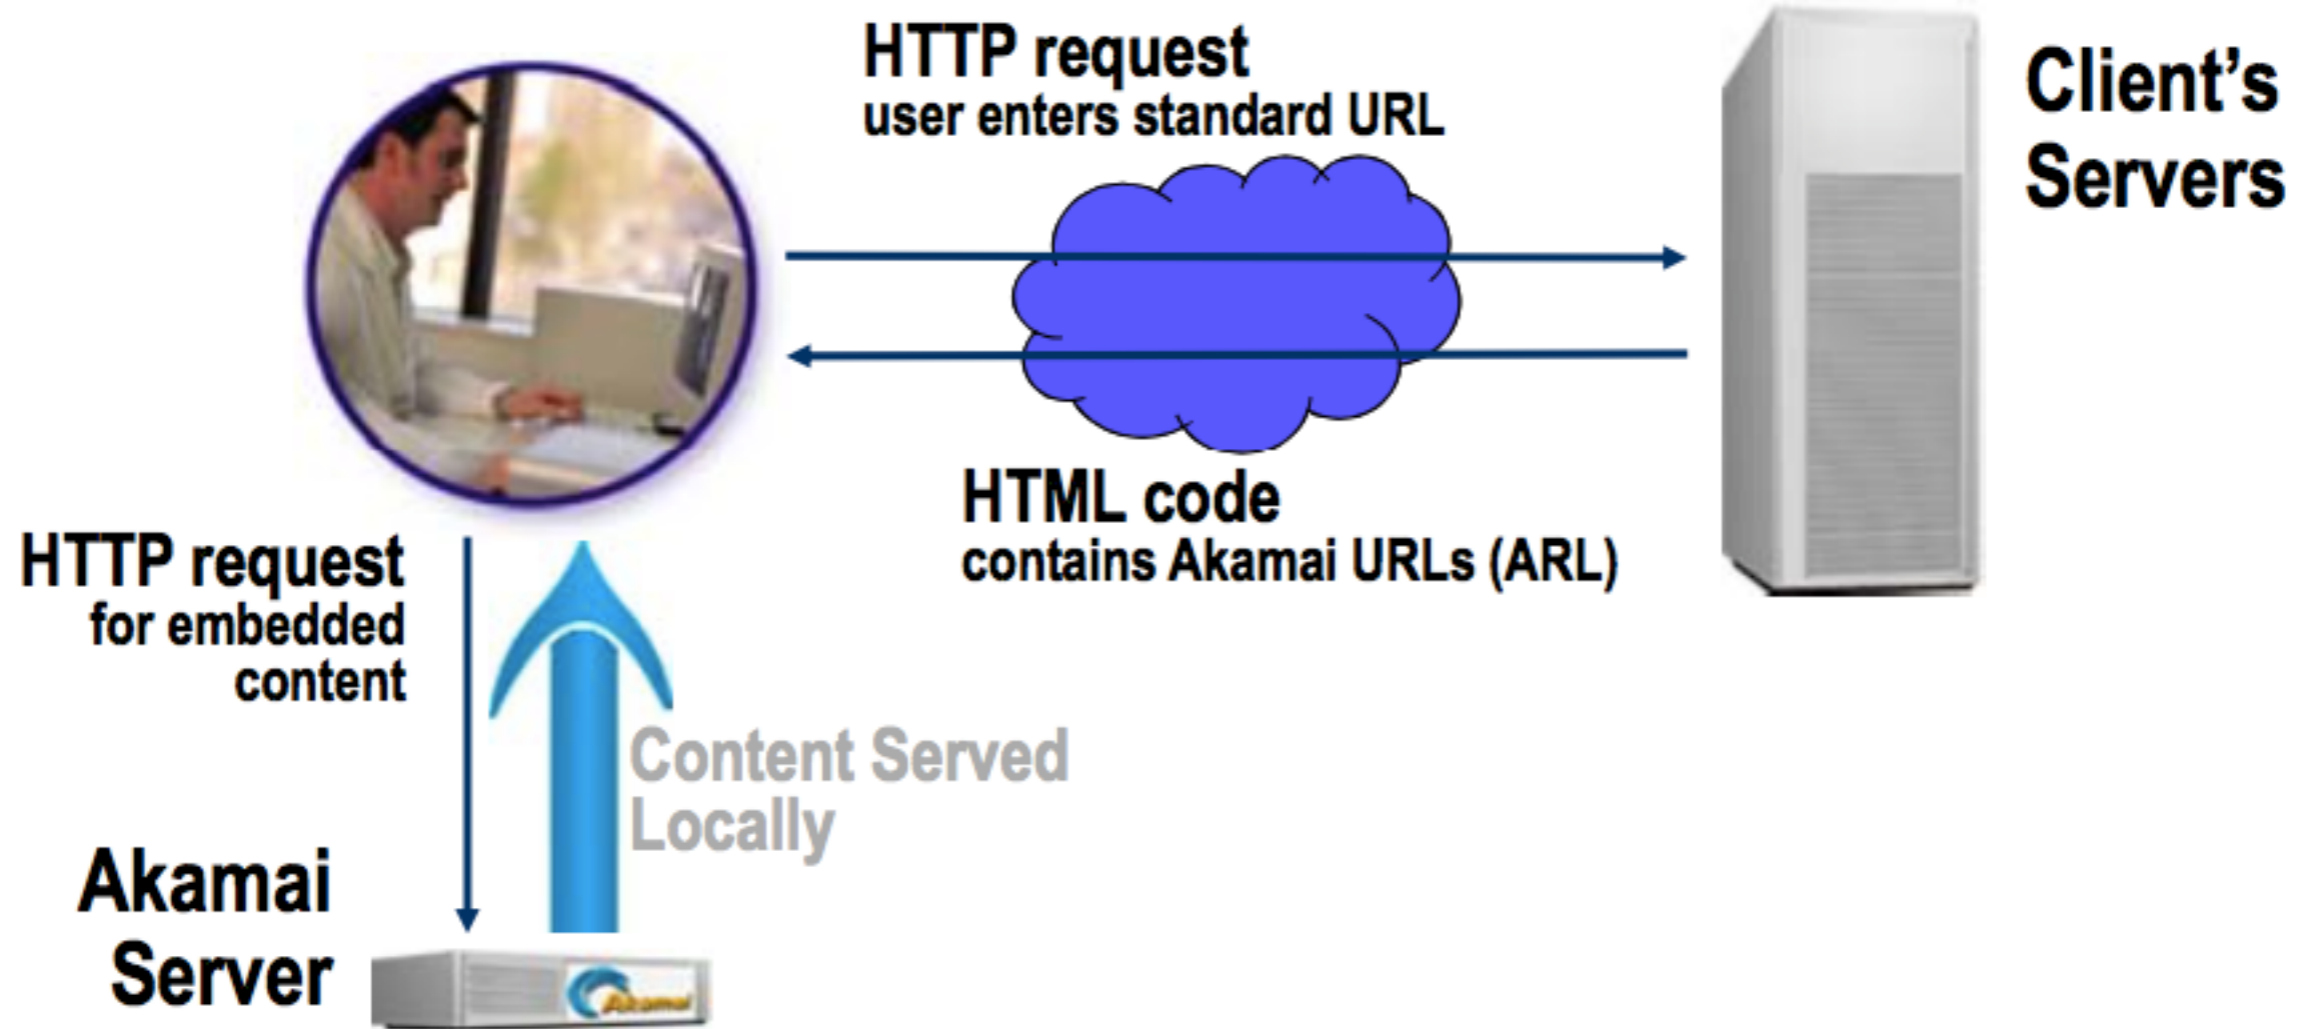 HTTP request
user enters standard URL
Client's
Servers
HTML code
contains Akamai URLs (ARL)
HTTP request
for embedded
content
Content Served
Locally
Akamai
Server
Akamai